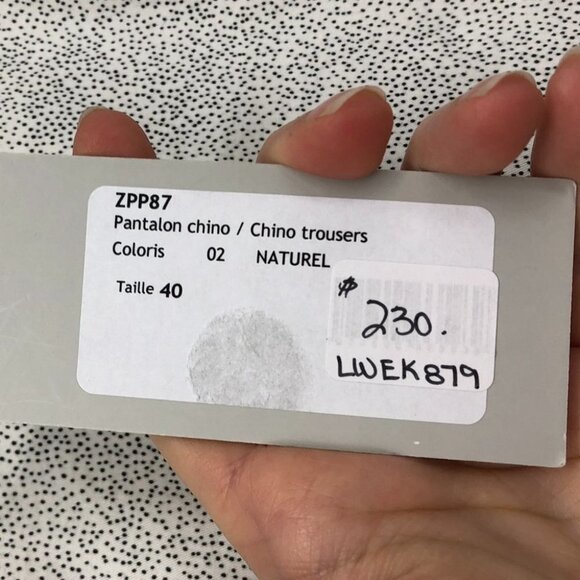 ZPP87
Pantalon chino / Chino trousers
Coloris 02 NATUREL
Taille 40
$
230.
LWEK879